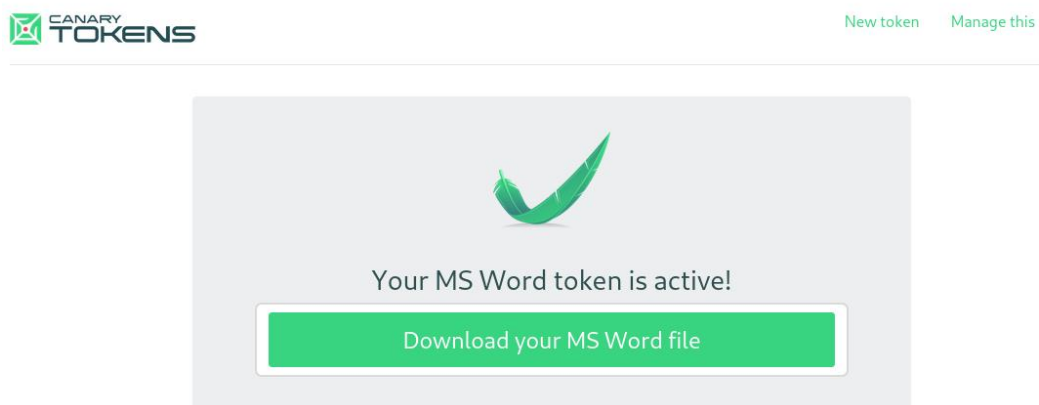 CANARY
TOKENS
New token Manage this
Your MS Word token is active!
Download your MS Word file